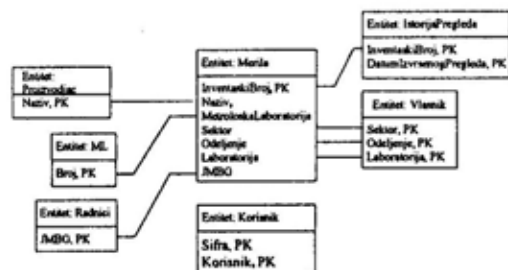 Entitet: IstorijaPregleda
InventarskiBroj, PK
DatumIzvrsenogPregleda, PK
Entitet: Merila
InventarskiBroj, PK
Naziv,
MetroloskaLaboratorija
Sektor
Odeljenje
Laboratorija
JMBG
Entitet:
Proizvodjac
Naziv, PK
Entitet: Vlasnik
Sektor, PK
Odeljenje, PK
Laboratorija, PK
Entitet: ML
Broj, PK
Entitet: Radnici
JMBG, PK
Entitet: Korisnik
Sifra, PK
Korisnik, PK